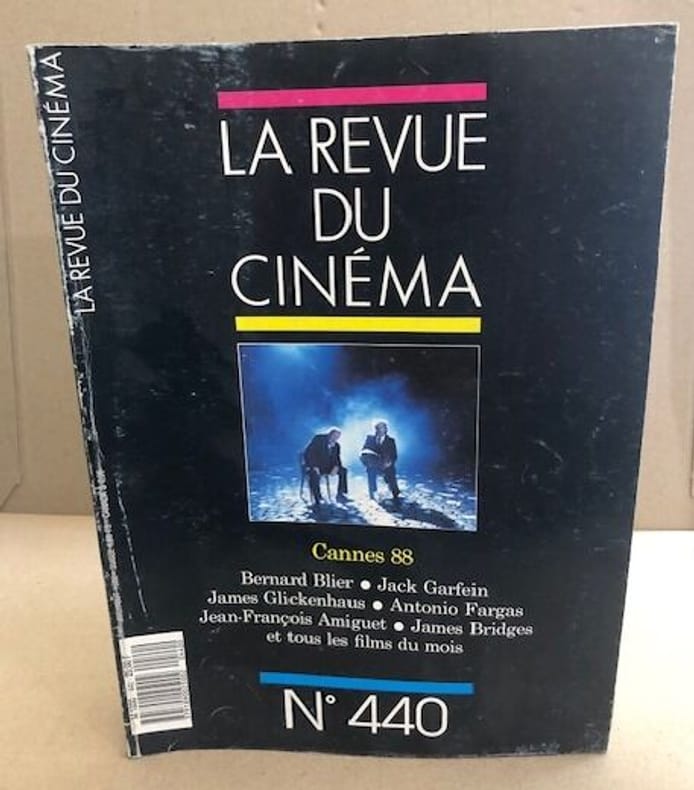 LA REVUE DU CINÉMA
LA REVUE
DU
CINÉMA
Cannes 88
Bernard Blier ● Jack Garfein
James Glickenhaus ● Antonio Fargas
Jean-François Amiguet ● James Bridges
et tous les films du mois
N° 440